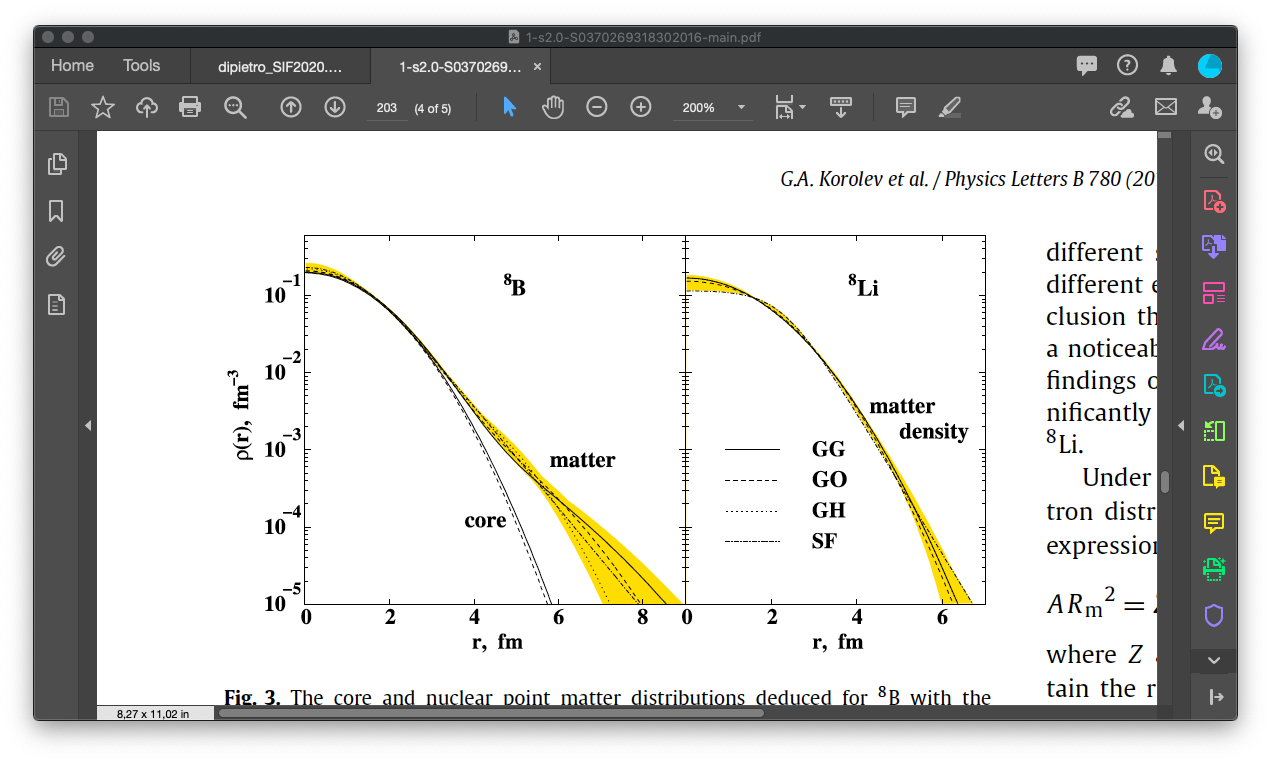 1-s2.0-S0370269318302016-main.pdf
Home Tools dipietro_SIF2020.... 1-s2.0-S0370269... ×
203 (4 of 5) 200%
G.A. Korolev et al. / Physics Letters B 780 (20
ρ(r), fm⁻³
10⁻¹
10⁻²
10⁻³
10⁻⁴
10⁻⁵
⁸B
matter
core
0 2 4 6 8
r, fm
⁸Li
matter
density
GG
GO
GH
SF
0 2 4 6
r, fm
Fig. 3. The core and nuclear point matter distributions deduced for ⁸B with the
different
different
clusion th
a noticeab
findings o
nificantly
⁸Li.
Under
tron distr
expression
ARₘ² =
where Z
tain the r
8,27 x 11,02 in